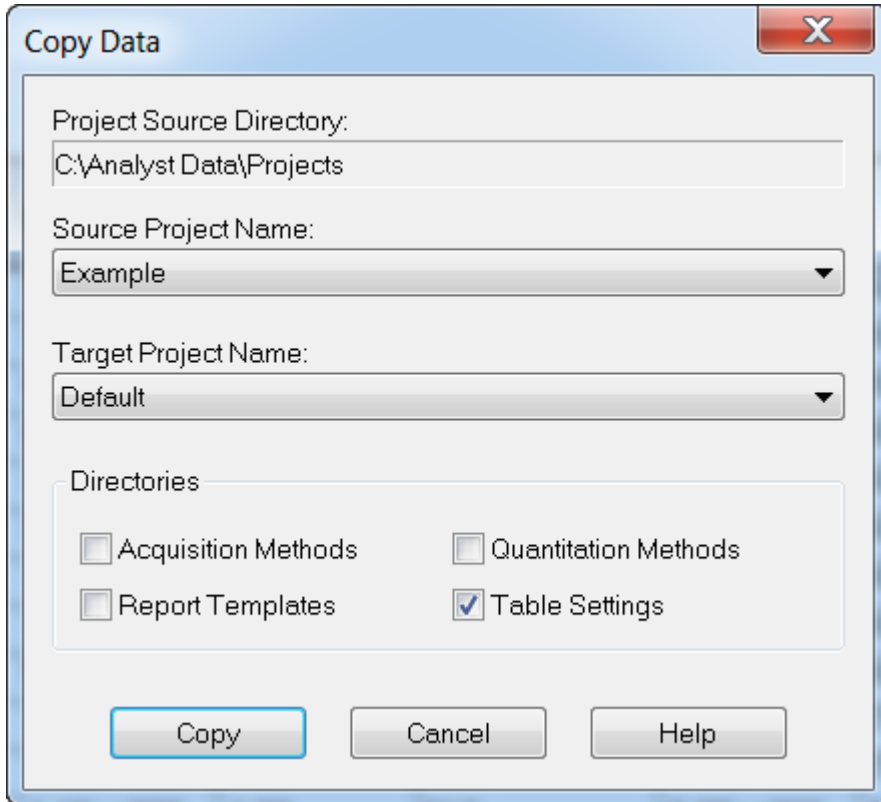 Copy Data
Project Source Directory:
C:\Analyst Data\Projects
Source Project Name:
Example
Target Project Name:
Default
Directories
Acquisition Methods
Quantitation Methods
Report Templates
Table Settings
Copy
Cancel
Help